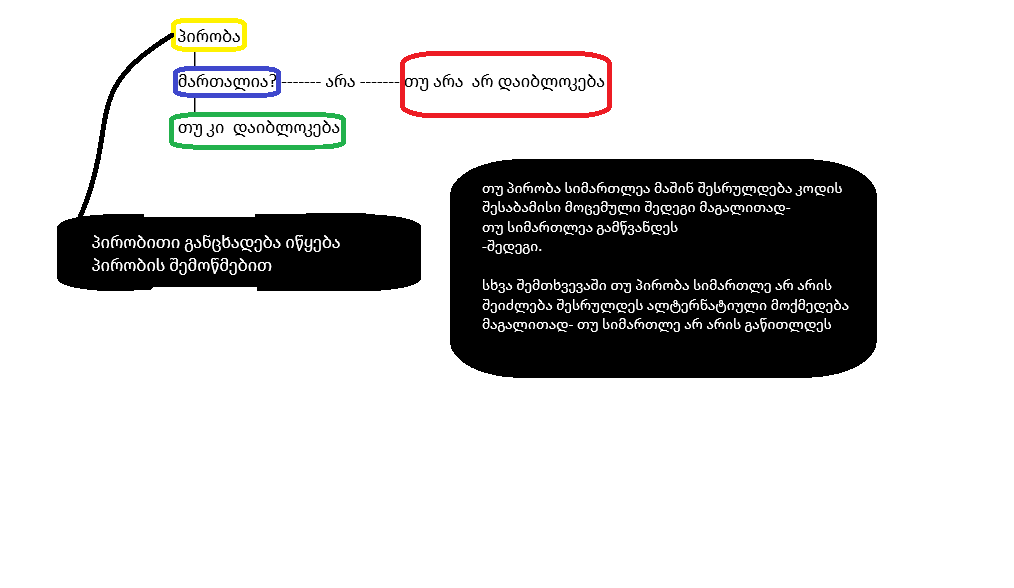 პირობა
მართალია? ------- არა ------- თუ არა არ დაიბლოკება
თუ კი დაიბლოკება
თუ პირობა სიმართლეა მაშინ შესრულდება კოდის
შესაბამისი მოცემული შედეგი მაგალითად-
თუ სიმართლეა გამწვანდეს
-შედეგი.
სხვა შემთხვევაში თუ პირობა სიმართლე არ არის
შეიძლება შესრულდეს ალტერნატიული მოქმედება
მაგალითად- თუ სიმართლე არ არის გაწითლდეს
პირობითი განცხადება იწყება
პირობის შემოწმებით